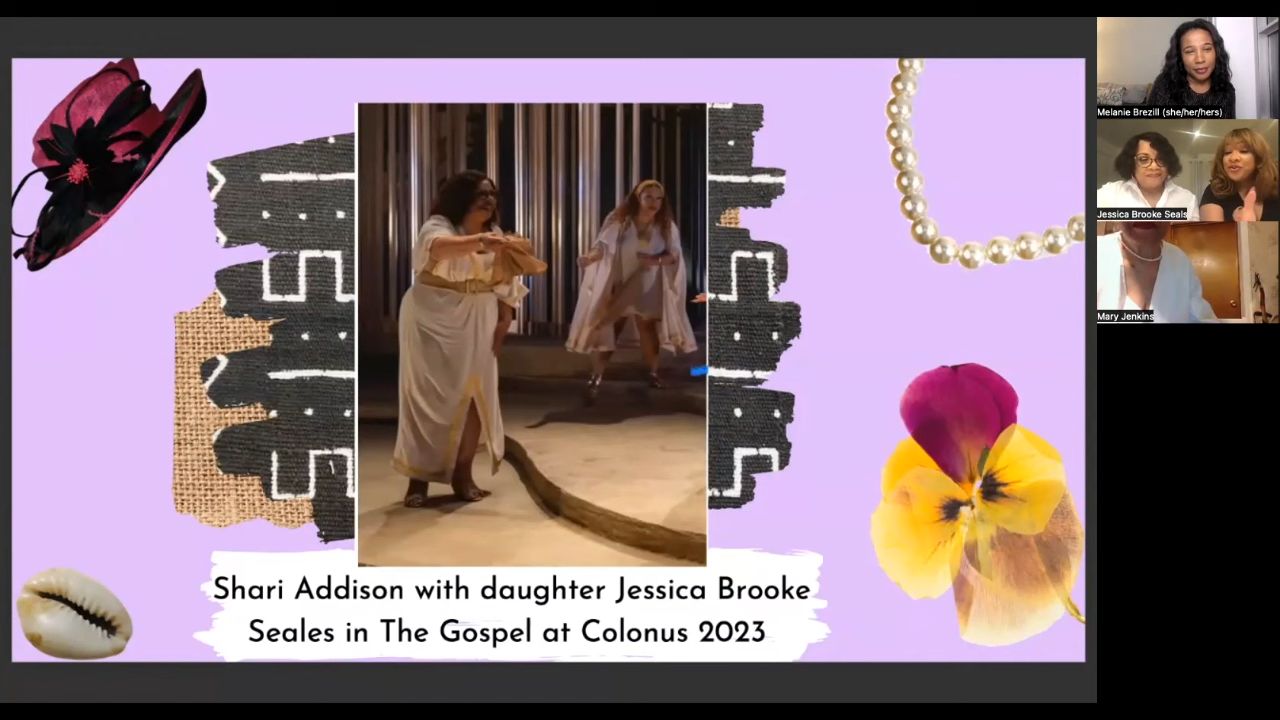 Shari Addison with daughter Jessica Brooke
Seales in The Gospel at Colonus 2023
Melanie Brezill (she/her/hers)
Jessica Brooke Seals
Mary Jenkins